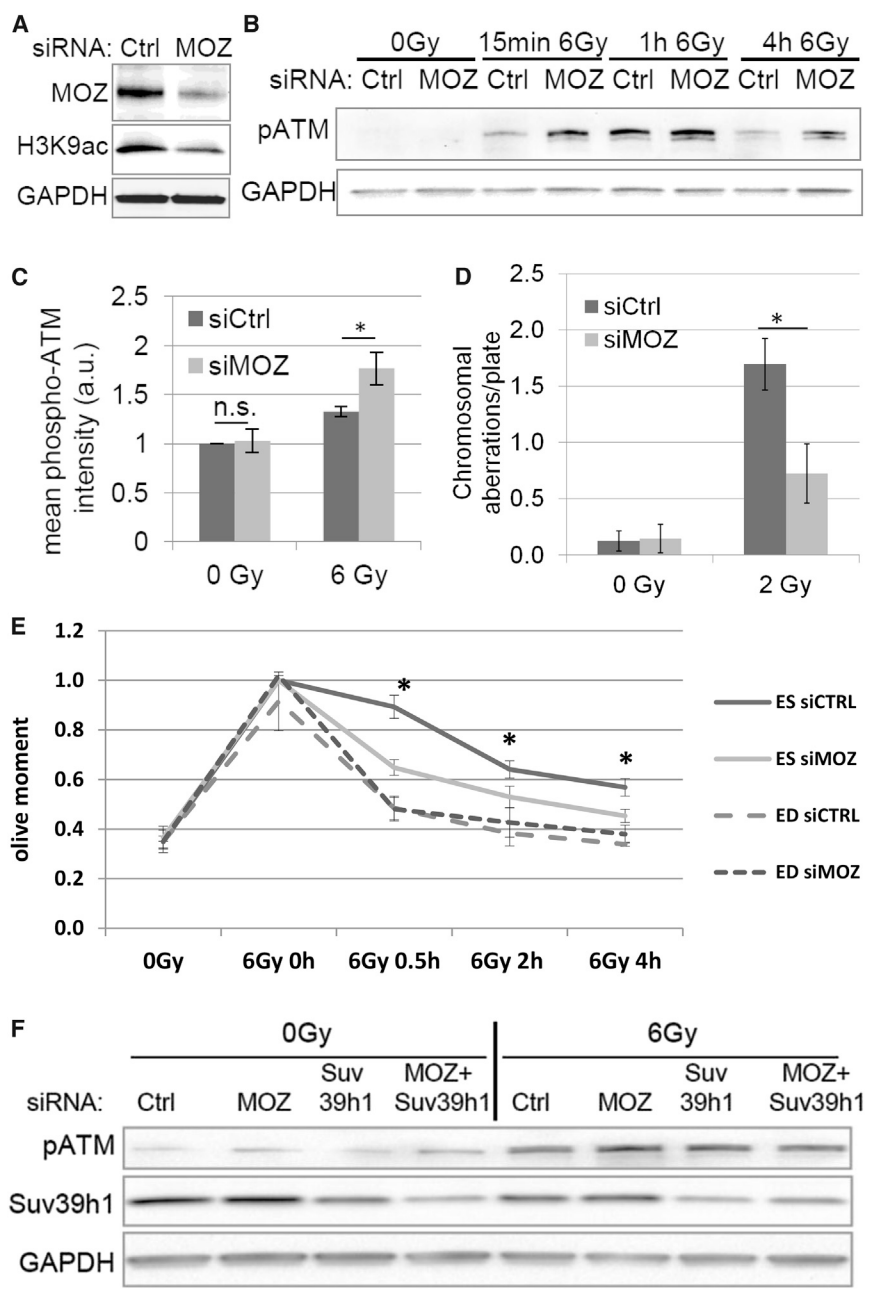 A
siRNA: Ctrl MOZ
MOZ
H3K9ac
GAPDH
B
0Gy 15min 6Gy 1h 6Gy 4h 6Gy
siRNA: Ctrl MOZ Ctrl MOZ Ctrl MOZ Ctrl MOZ
pATM
GAPDH
C
mean phospho-ATM
intensity (a.u.)
2.5
2
1.5
1
0.5
0
siCtrl
siMOZ
n.s.
*
0 Gy 6 Gy
D
Chromosomal
aberrations/plate
2.5
2.0
1.5
1.0
0.5
0.0
siCtrl
siMOZ
*
0 Gy 2 Gy
E
olive moment
1.2
1.0
0.8
0.6
0.4
0.2
0.0
* * *
0Gy 6Gy 0h 6Gy 0.5h 6Gy 2h 6Gy 4h
ES siCTRL
ES siMOZ
ED siCTRL
ED siMOZ
F
0Gy 6Gy
Suv MOZ+ Suv MOZ+
siRNA: Ctrl MOZ 39h1 Suv39h1 Ctrl MOZ 39h1 Suv39h1
pATM
Suv39h1
GAPDH